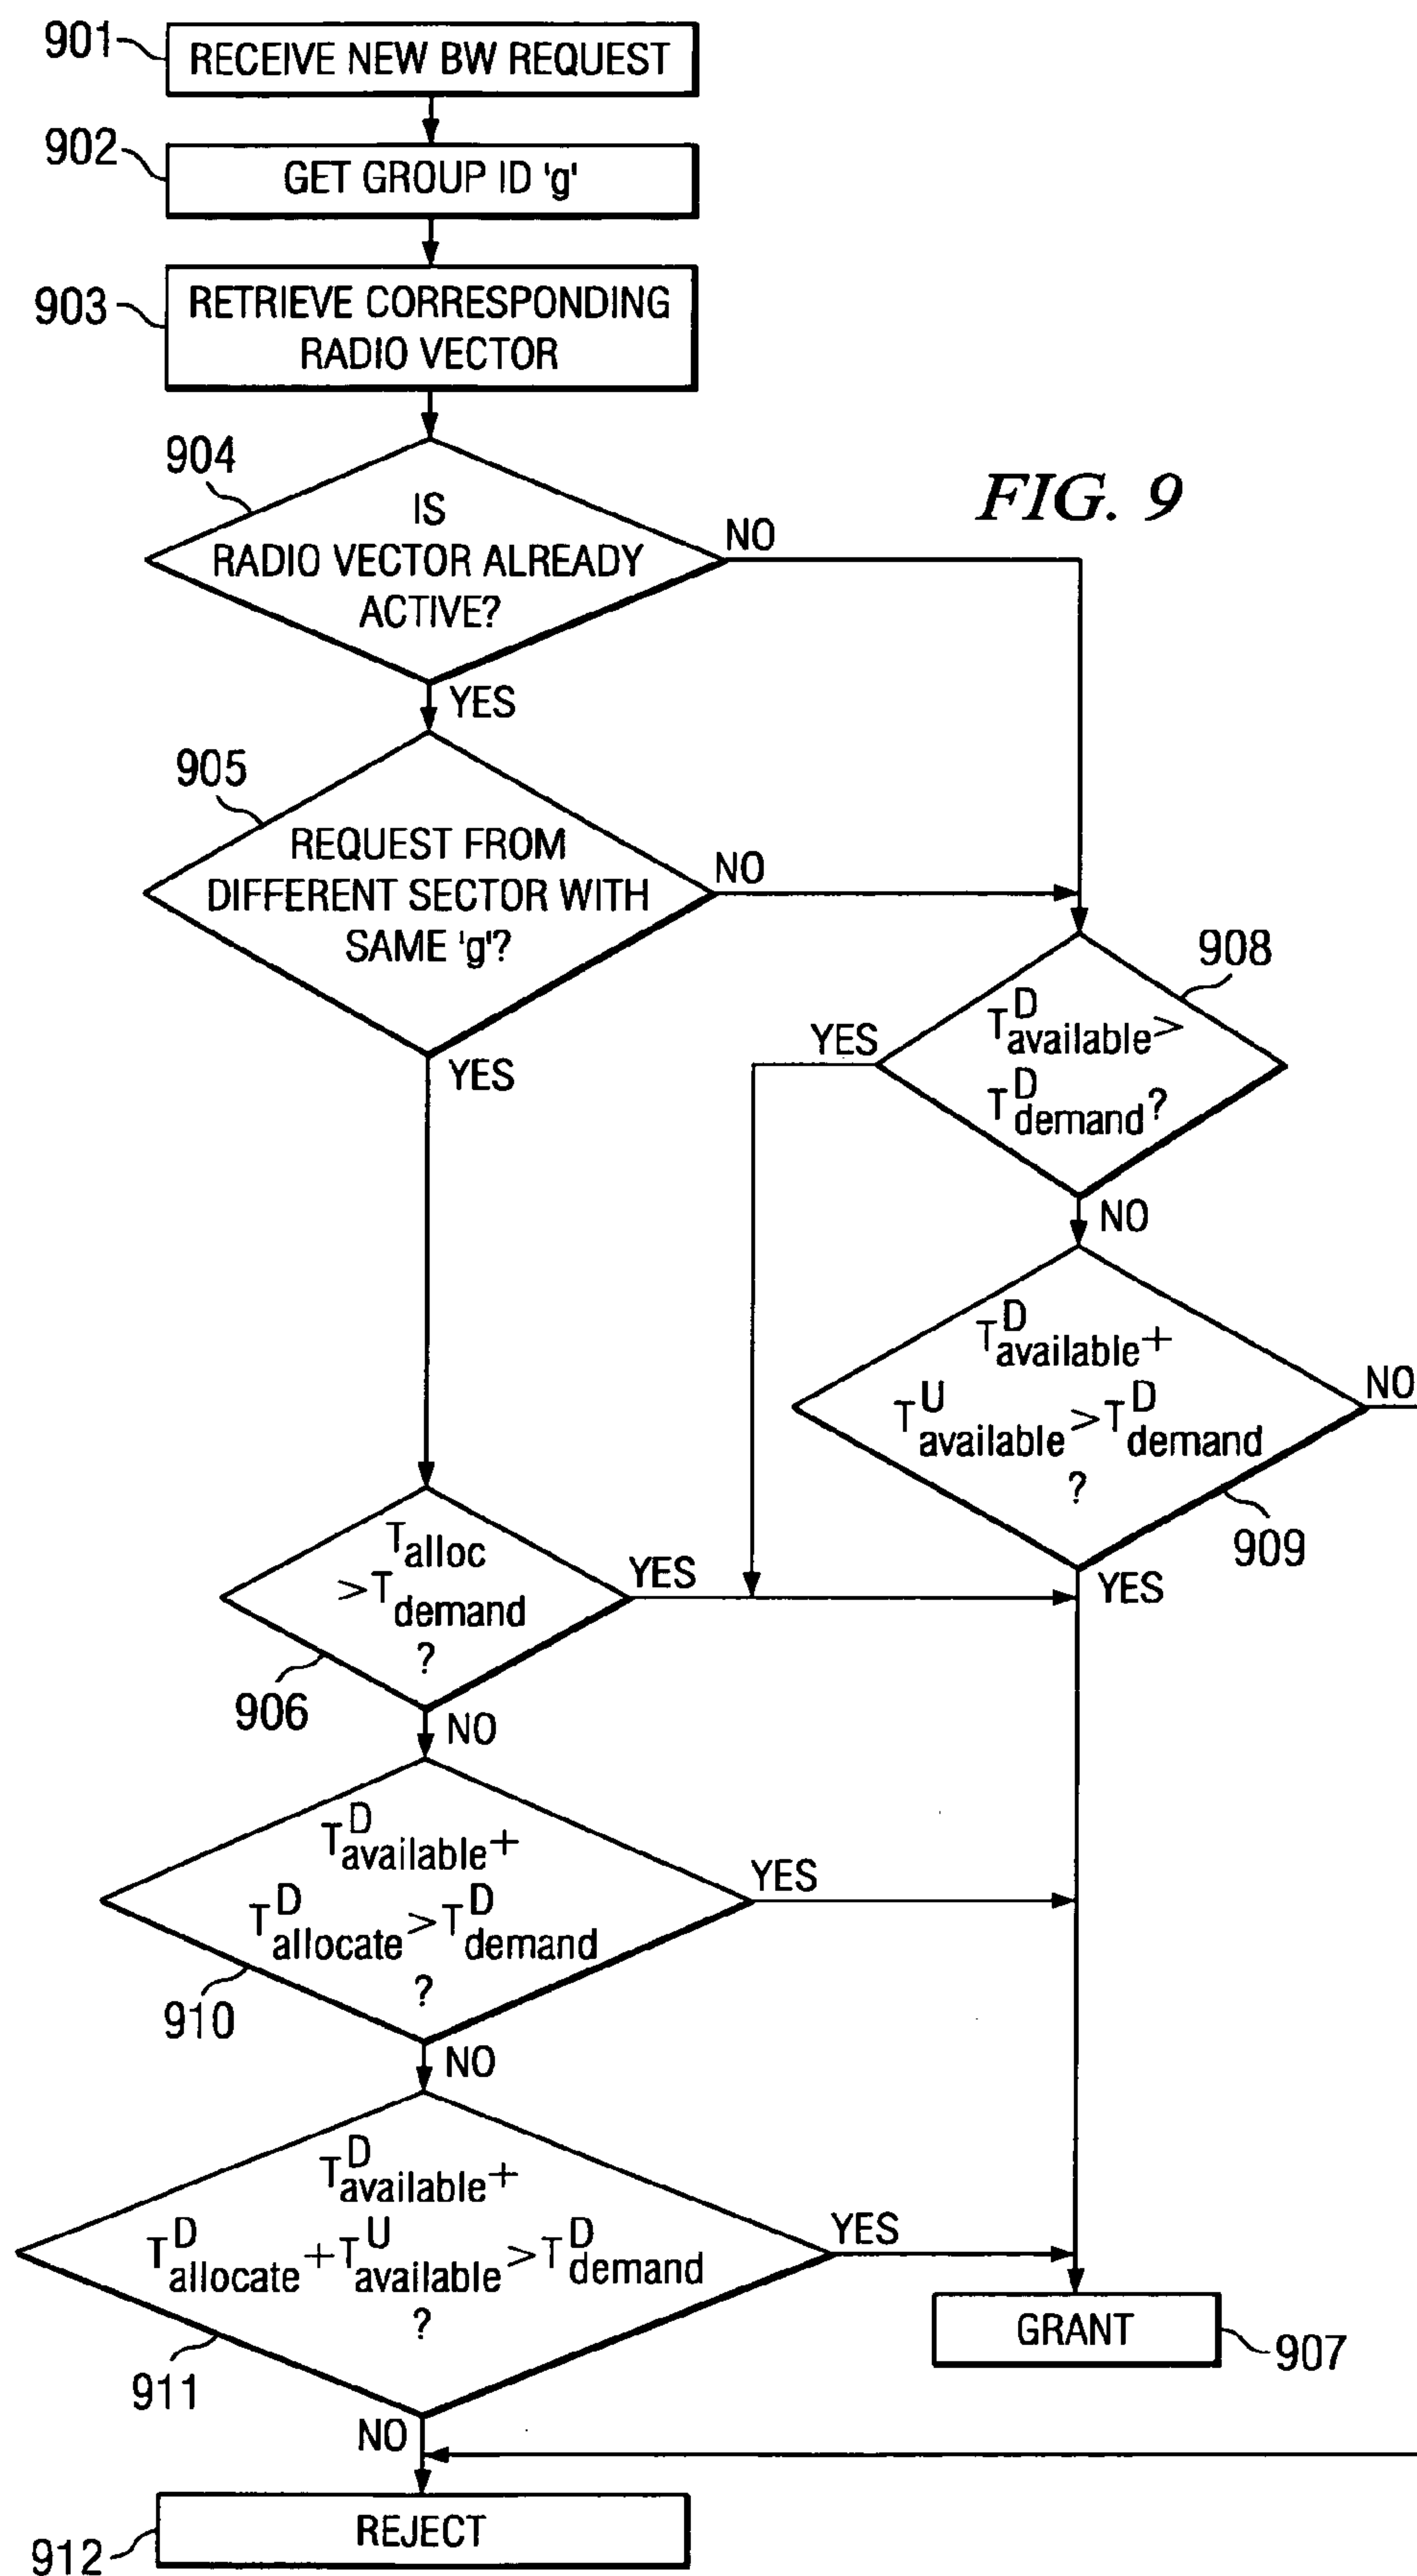 901
RECEIVE NEW BW REQUEST
902
GET GROUP ID 'g'
903
RETRIEVE CORRESPONDING
RADIO VECTOR
904
IS
RADIO VECTOR ALREADY
ACTIVE?
NO
YES
FIG. 9
905
REQUEST FROM
DIFFERENT SECTOR WITH
SAME 'g'?
NO
YES
908
T^D_available >
T^D_demand ?
YES
NO
T^D_available +
T^U_available > T^D_demand
?
NO
909
YES
T_alloc
> T_demand
?
YES
906
NO
T^D_available +
T^D_allocate > T^D_demand
?
YES
910
NO
T^D_available +
T^D_allocate + T^U_available > T^D_demand
?
YES
911
NO
GRANT
907
REJECT
912